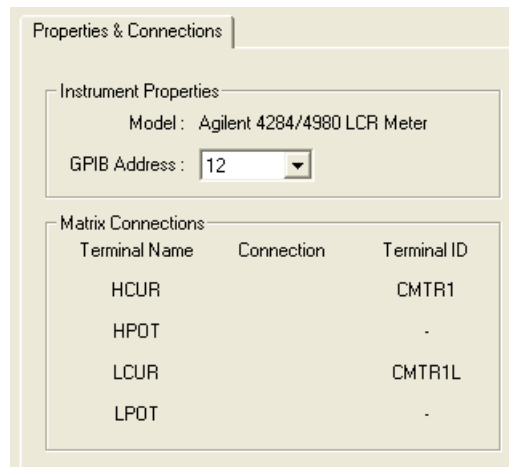 Properties & Connections
Instrument Properties
Model : Agilent 4284/4980 LCR Meter
GPIB Address : 12
Matrix Connections
Terminal Name Connection Terminal ID
HCUR CMTR1
HPOT -
LCUR CMTR1L
LPOT -